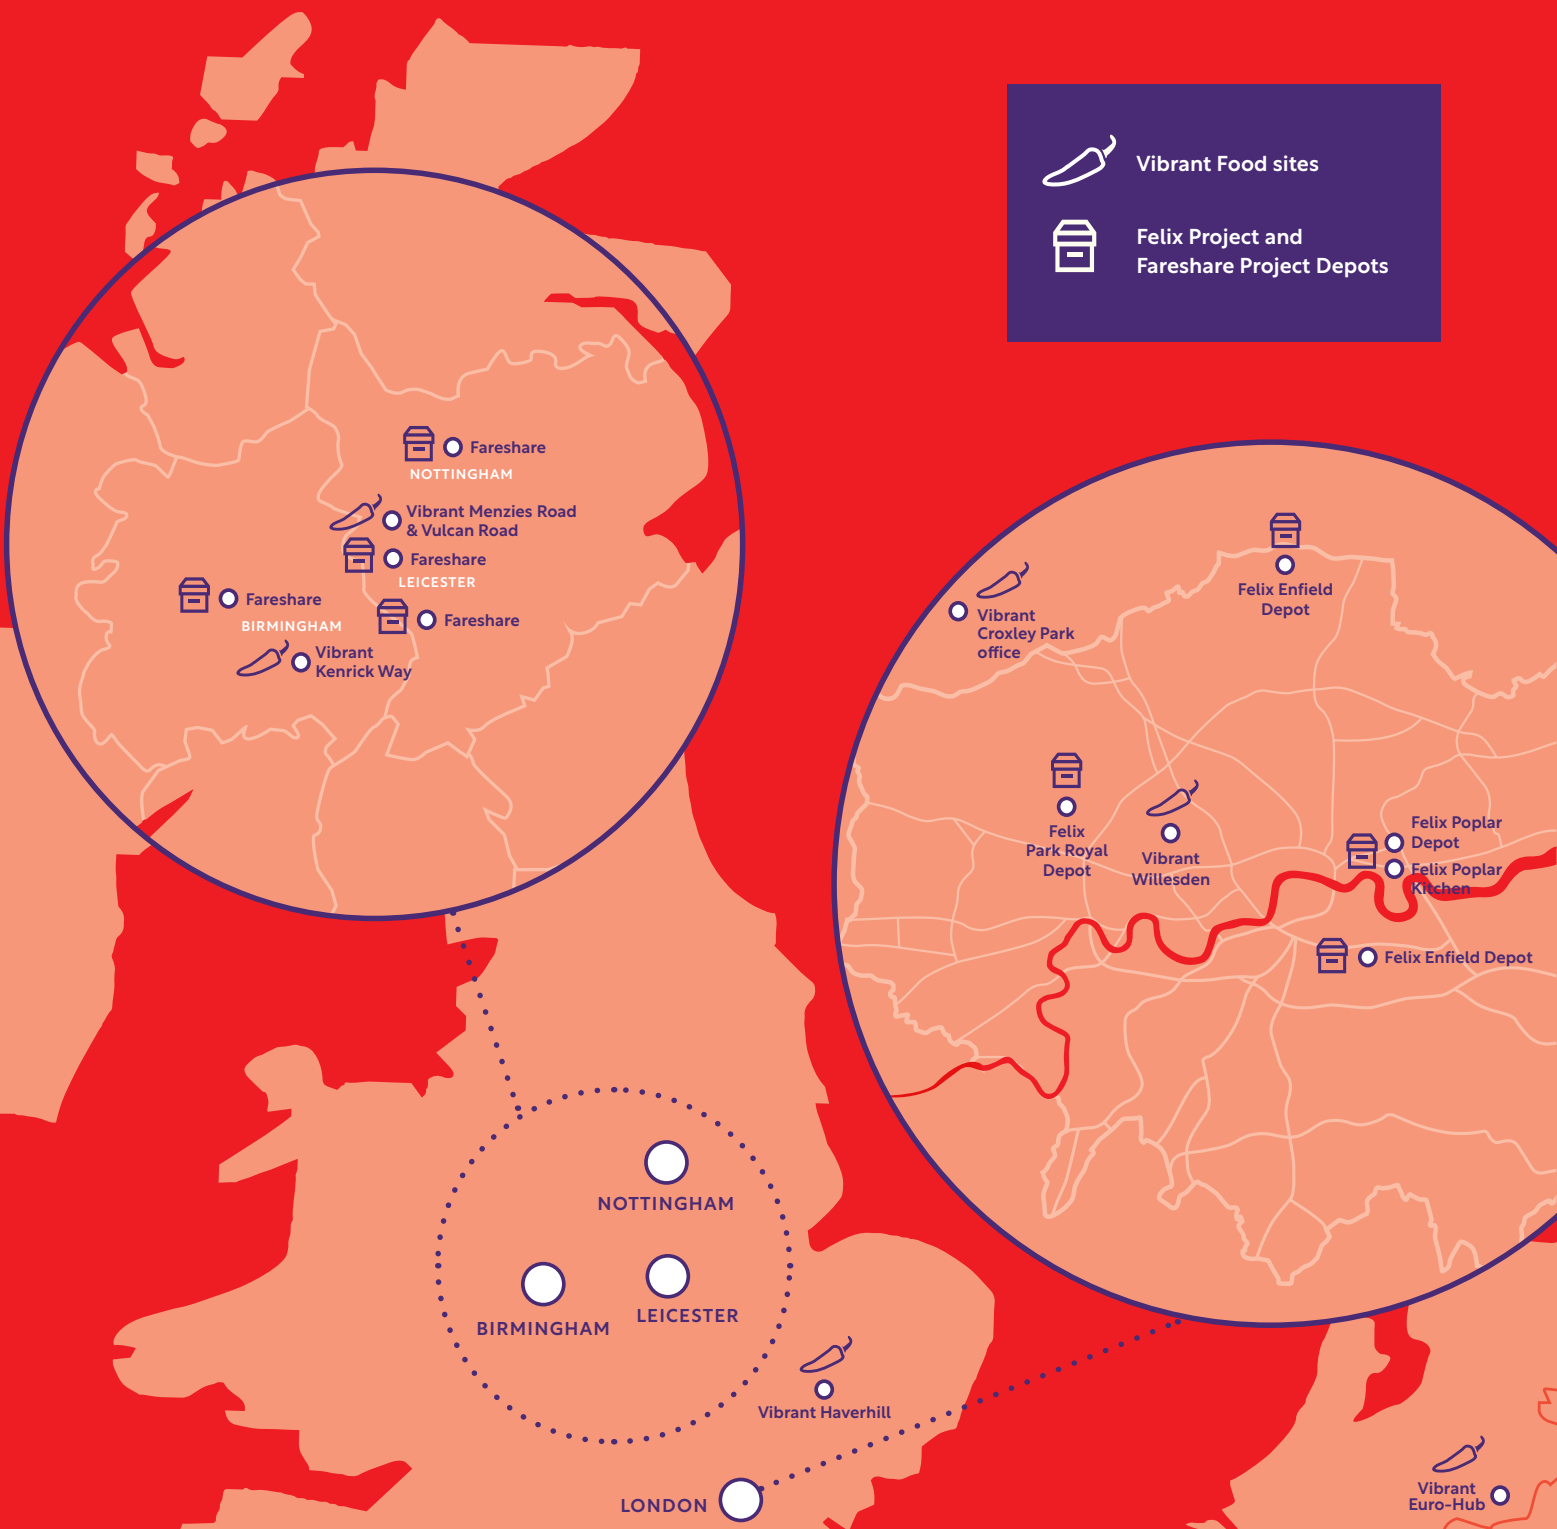 Vibrant Food sites
Felix Project and
Fareshare Project Depots
Fareshare
NOTTINGHAM
Vibrant Menzies Road
& Vulcan Road
Fareshare
LEICESTER
Fareshare
BIRMINGHAM
Fareshare
Vibrant
Kenrick Way
Felix Enfield
Depot
Vibrant
Croxley Park
office
Felix
Park Royal
Depot
Vibrant
Willesden
Felix Poplar
Depot
Felix Poplar
Kitchen
Felix Enfield Depot
NOTTINGHAM
BIRMINGHAM
LEICESTER
Vibrant Haverhill
LONDON
Vibrant
Euro-Hub